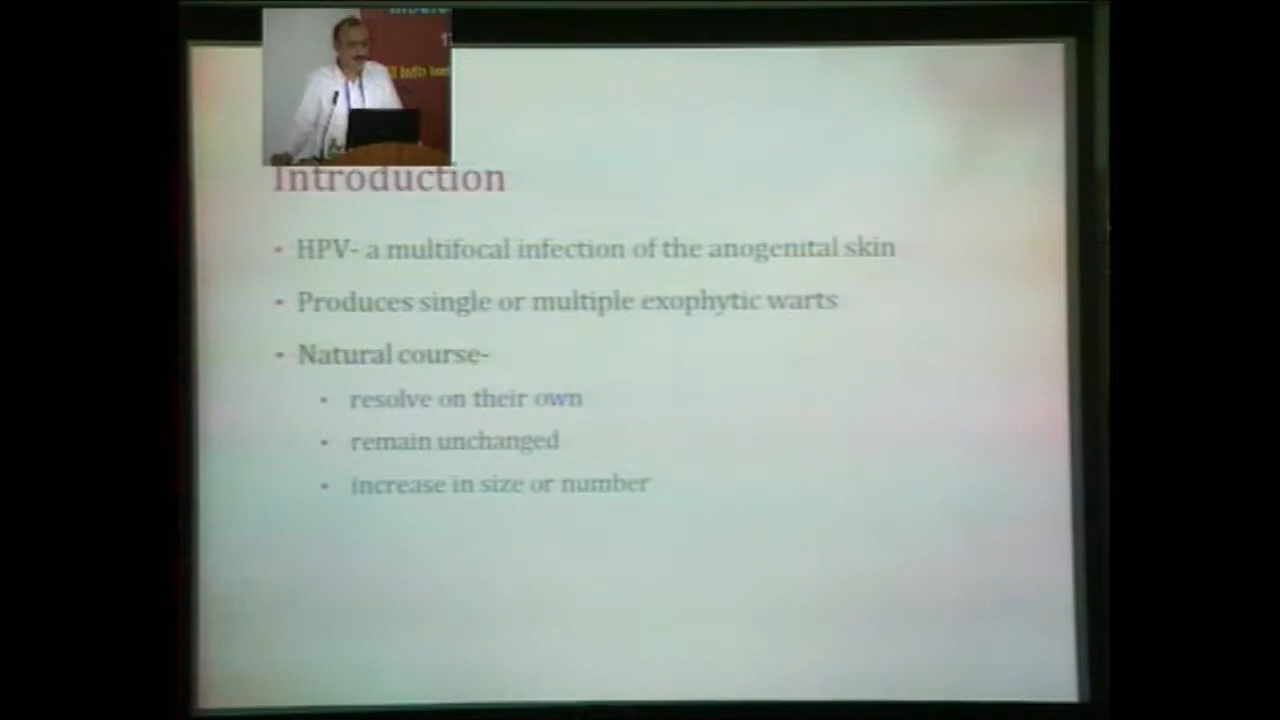 Introduction
• HPV- a multifocal infection of the anogenital skin
• Produces single or multiple exophytic warts
• Natural course-
• resolve on their own
• remain unchanged
• increase in size or number